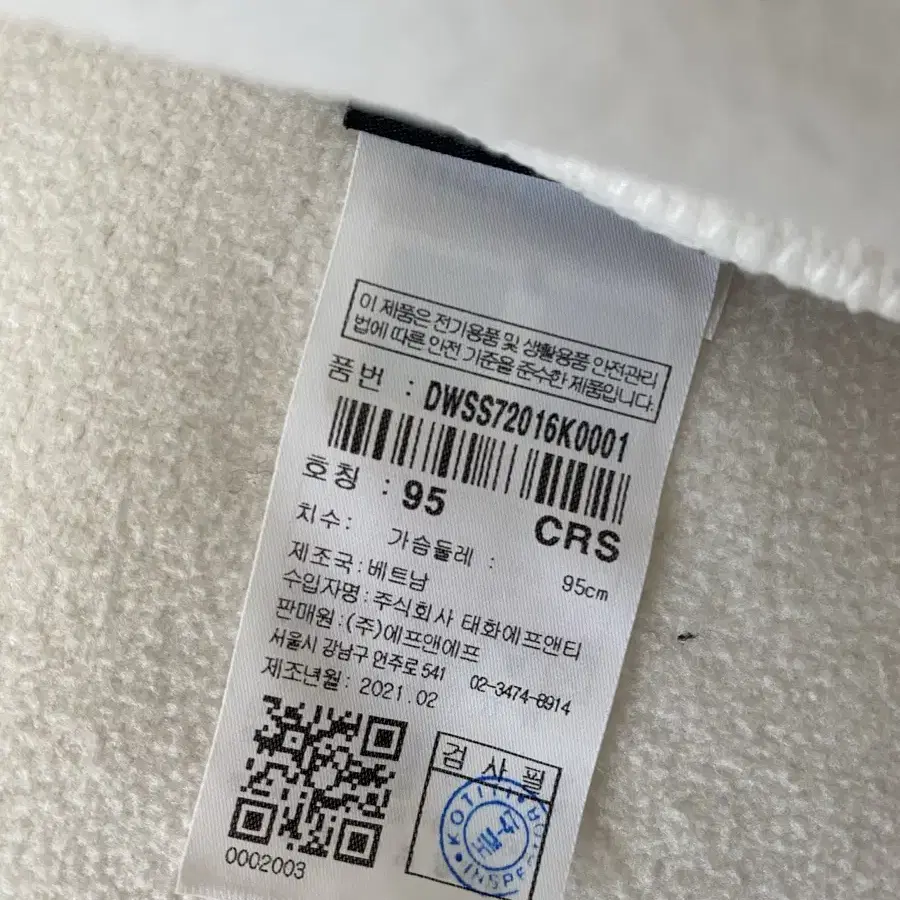 이 제품은 전기용품 및 생활용품 안전관리
법에 따른 안전 기준을 준수한 제품입니다.
품번 : DWSS72016K0001
호칭 : 95 CRS
치수: 가슴둘레 : 95cm
제조국:베트남
수입자명:주식회사 태화에프앤티
판매원:(주)에프앤에프
서울시 강남구 언주로 541 02-3474-8914
제조년월: 2021.02
검사필
KOTITI
HW-47
0002003